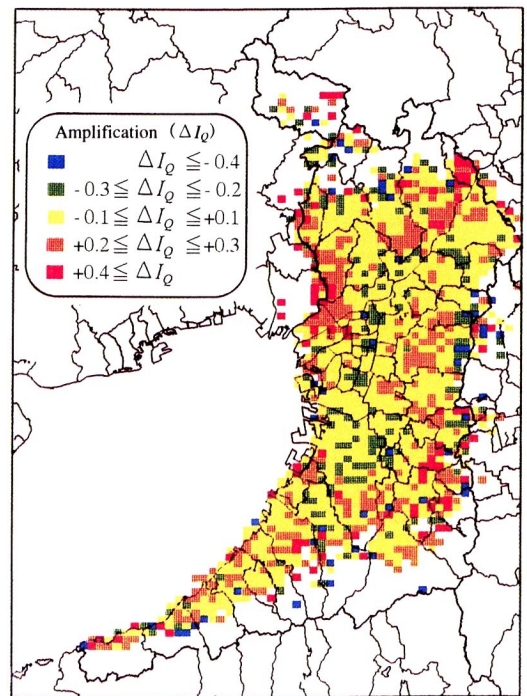 Amplification (ΔI_Q)
ΔI_Q ≦ - 0.4
- 0.3 ≦ ΔI_Q ≦ - 0.2
- 0.1 ≦ ΔI_Q ≦ +0.1
+0.2 ≦ ΔI_Q ≦ +0.3
+0.4 ≦ ΔI_Q